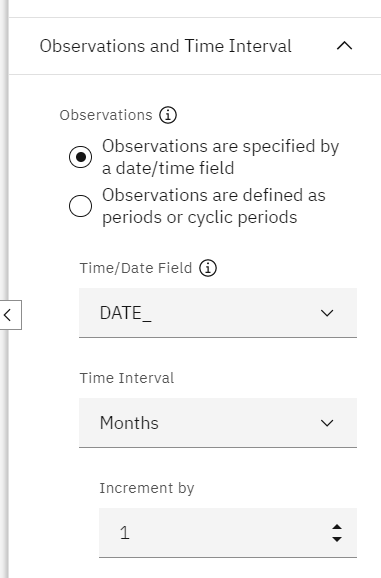 Observations and Time Interval
Observations
Observations are specified by
a date/time field
Observations are defined as
periods or cyclic periods
Time/Date Field
DATE_
Time Interval
Months
Increment by
1